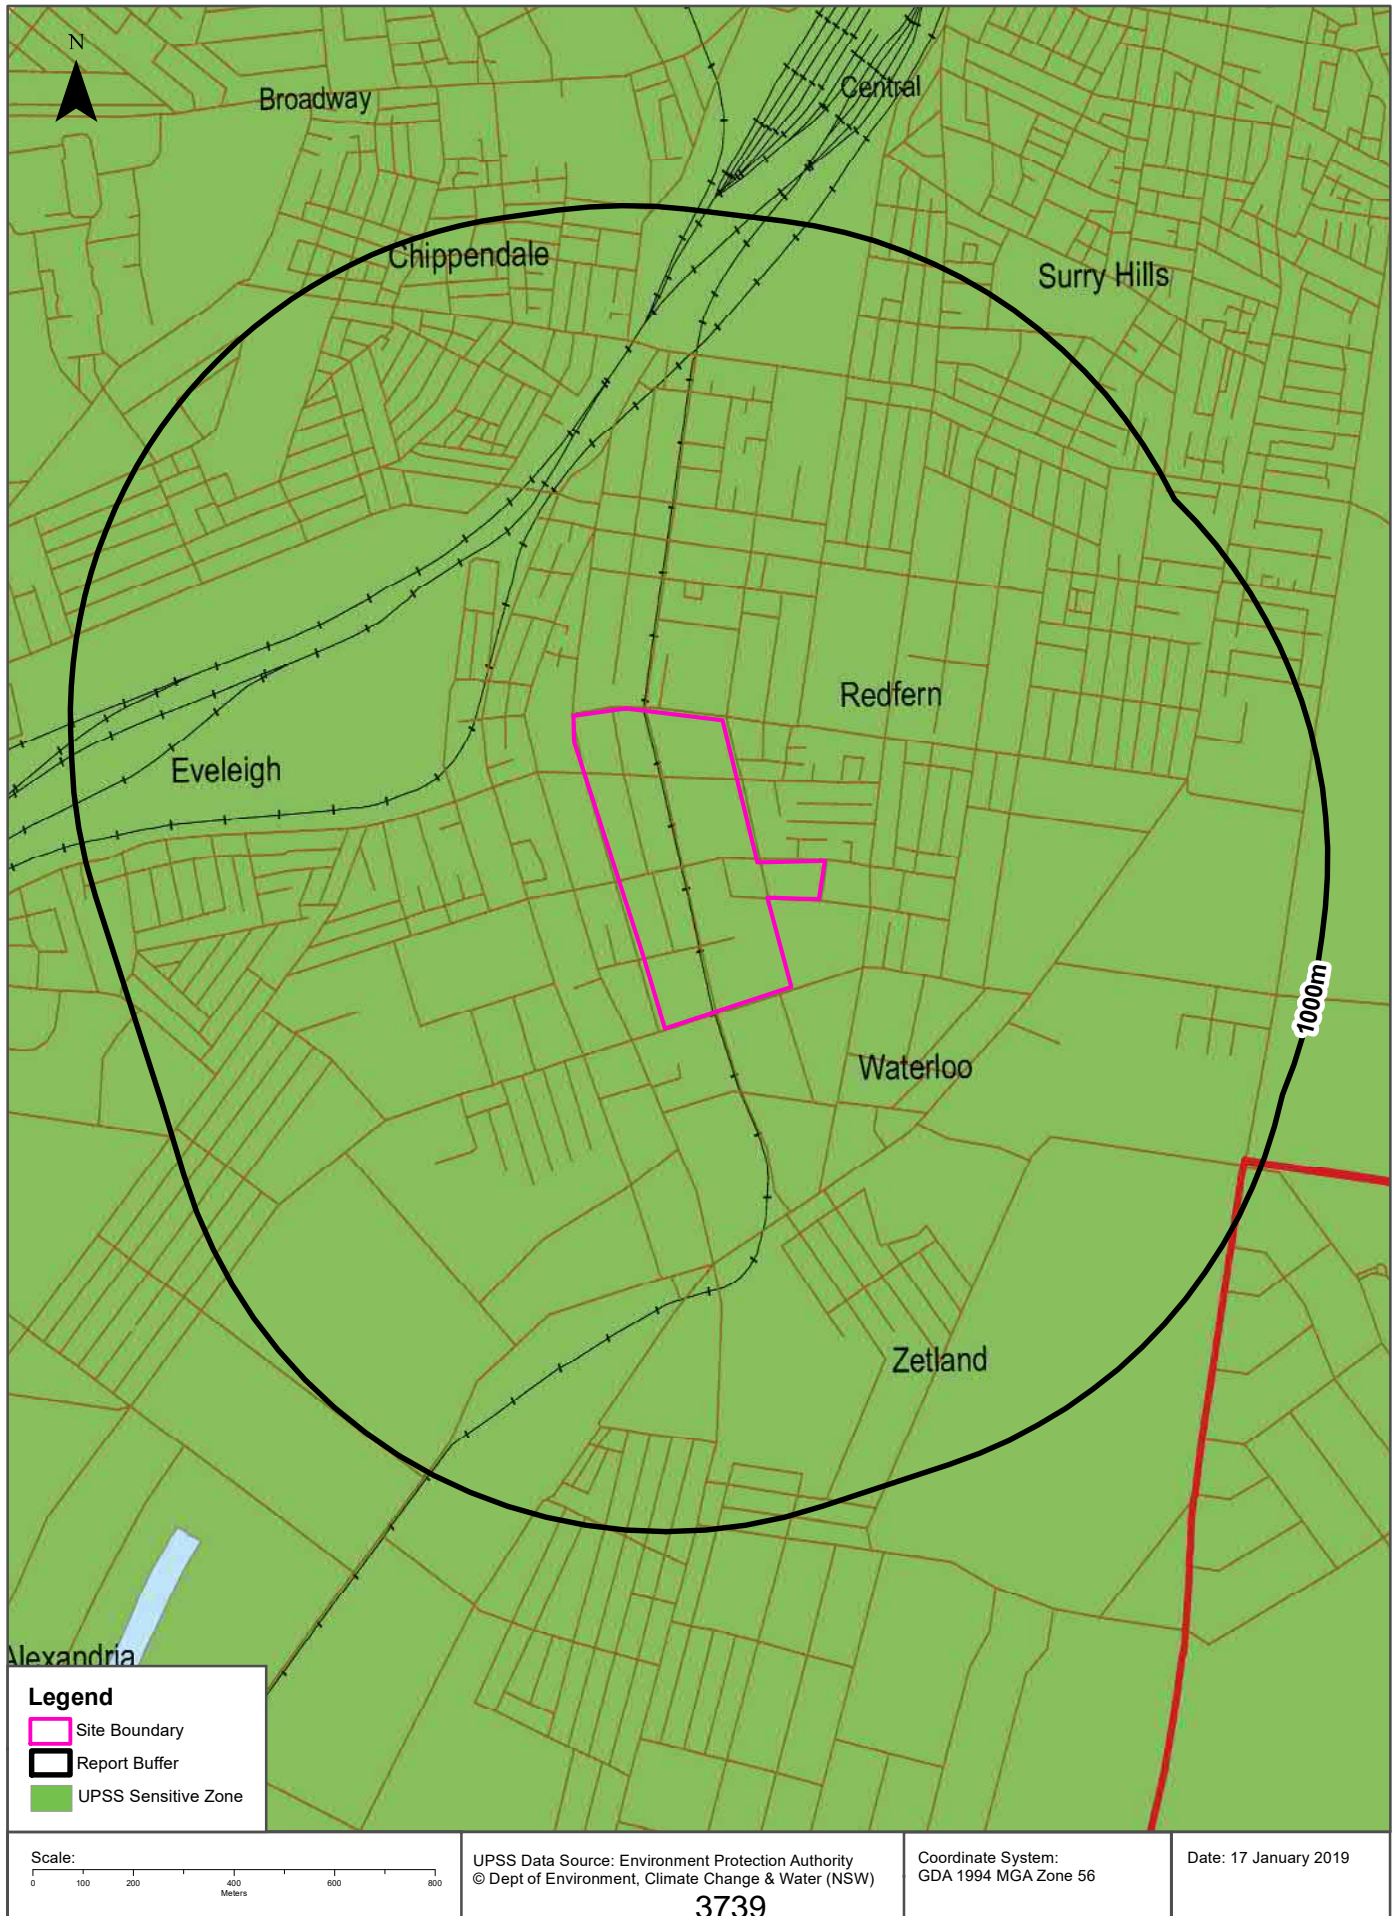 N
Broadway
Central
Chippendale
Surry Hills
Redfern
Eveleigh
1000m
Waterloo
Zetland
Alexandria
Legend
Site Boundary
Report Buffer
UPSS Sensitive Zone
Scale:
0 100 200 400 600 800
Meters
UPSS Data Source: Environment Protection Authority
© Dept of Environment, Climate Change & Water (NSW)
3739
Coordinate System:
GDA 1994 MGA Zone 56
Date: 17 January 2019